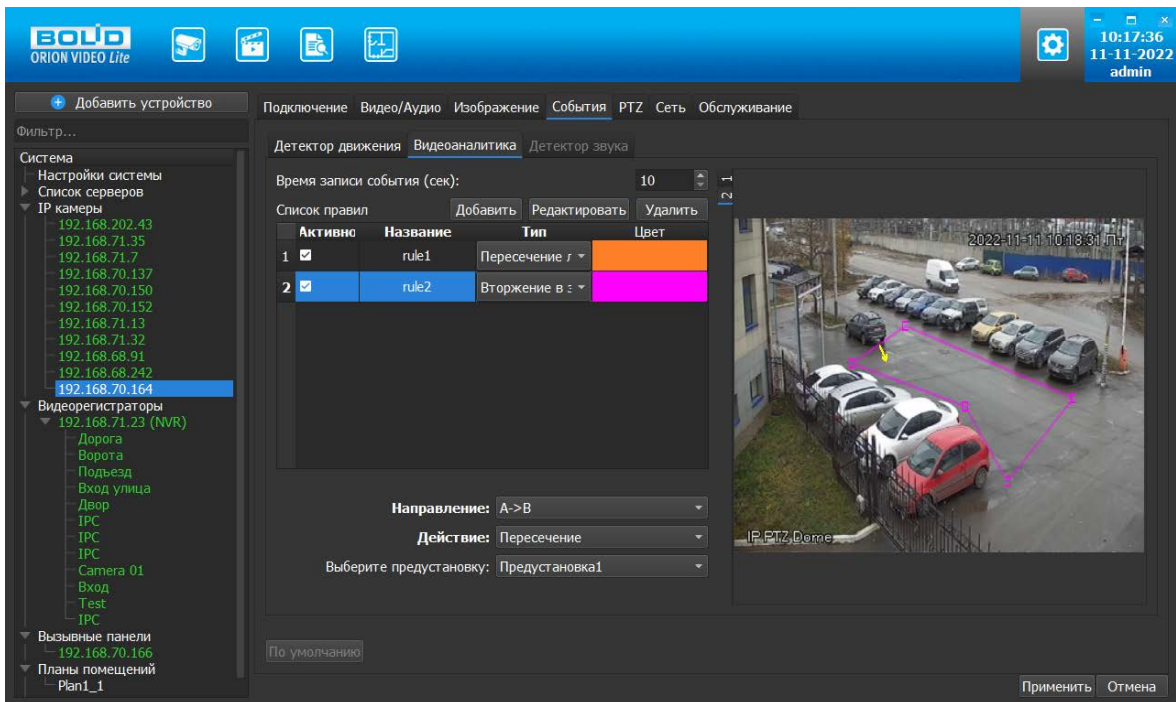 BOLID
ORION VIDEO Lite
10:17:36
11-11-2022
admin
Добавить устройство
Фильтр...
Система
Настройки системы
Список серверов
IP камеры
192.168.202.43
192.168.71.35
192.168.71.7
192.168.70.137
192.168.70.150
192.168.70.152
192.168.71.13
192.168.71.32
192.168.68.91
192.168.68.242
192.168.70.164
Видеорегистраторы
192.168.71.23 (NVR)
Дорога
Ворота
Подъезд
Вход улица
Двор
IPC
IPC
IPC
Camera 01
Вход
Test
IPC
Вызывные панели
192.168.70.166
Планы помещений
Plan1_1
Подключение Видео/Аудио Изображение События PTZ Сеть Обслуживание
Детектор движения Видеоаналитика Детектор звука
Время записи события (сек): 10
Список правил Добавить Редактировать Удалить
Активно Название Тип Цвет
1 rule1 Пересечение л
2 rule2 Вторжение в з
Направление: A->B
Действие: Пересечение
Выберите предустановку: Предустановка1
По умолчанию
1
2
2022-11-11 10:18:31 Пт
IP PTZ Dome
Применить Отмена